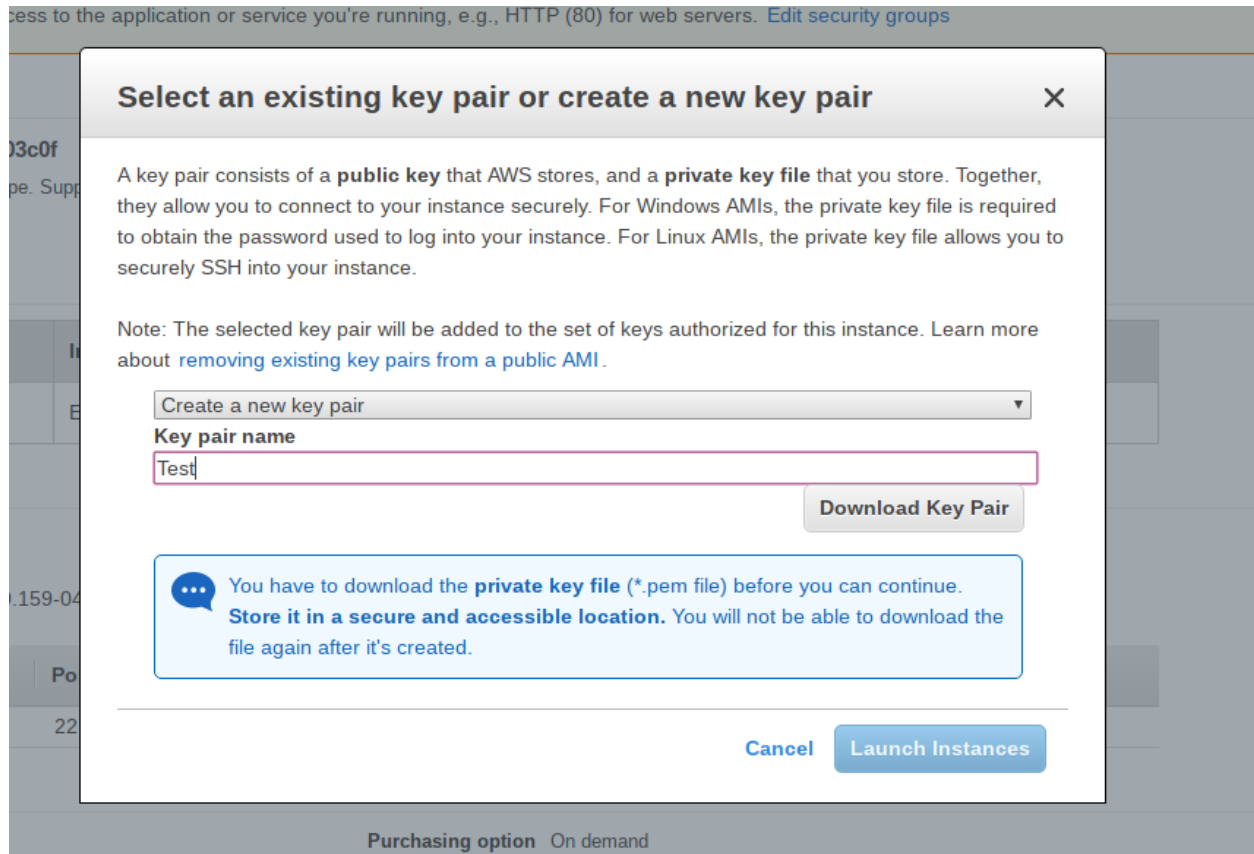 cess to the application or service you're running, e.g., HTTP (80) for web servers. Edit security groups
Select an existing key pair or create a new key pair
03c0f
pe. Supp
A key pair consists of a public key that AWS stores, and a private key file that you store. Together,
they allow you to connect to your instance securely. For Windows AMIs, the private key file is required
to obtain the password used to log into your instance. For Linux AMIs, the private key file allows you to
securely SSH into your instance.
Note: The selected key pair will be added to the set of keys authorized for this instance. Learn more
about removing existing key pairs from a public AMI.
Create a new key pair
Key pair name
Test
Download Key Pair
You have to download the private key file (*.pem file) before you can continue.
Store it in a secure and accessible location. You will not be able to download the
file again after it's created.
.159-04
Po
22
Cancel Launch Instances
Purchasing option On demand